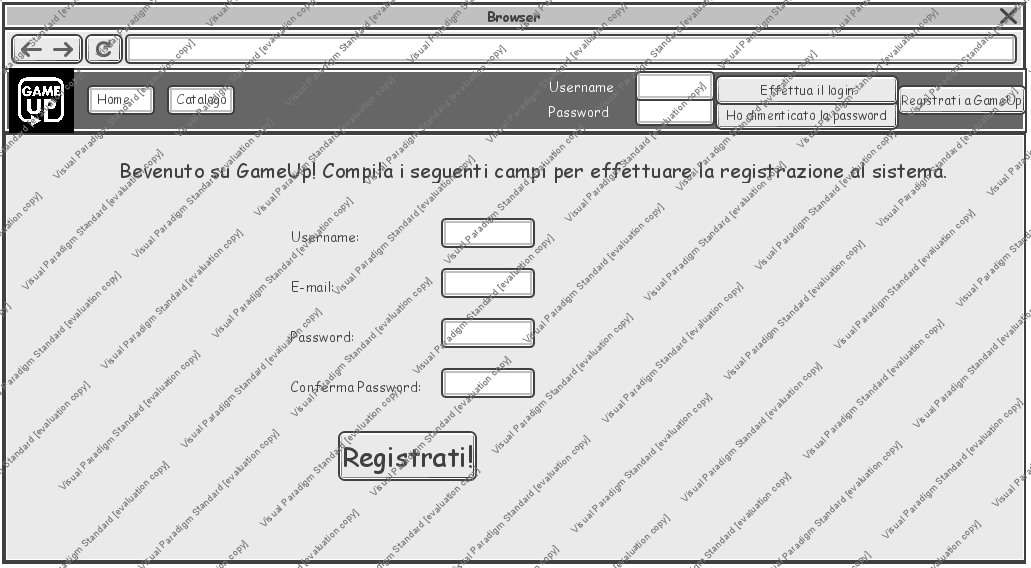 Browser
GAME UP
Home
Catalogo
Username
Password
Effettua il login
Ho dimenticato la password
Registrati a GameUp
Bevenuto su GameUp! Compila i seguenti campi per effettuare la registrazione al sistema.
Username:
E-mail:
Password:
Conferma Password:
Registrati!
Visual Paradigm Standard [evaluation copy]